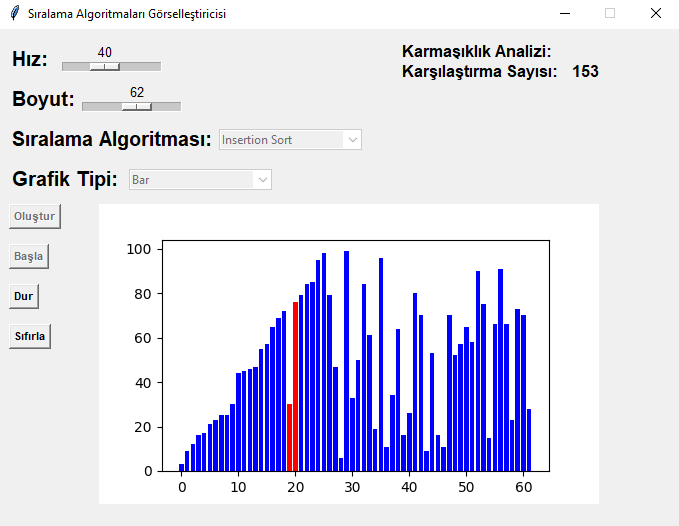 Sıralama Algoritmaları Görselleştiricisi
Hız: 40
Karmaşıklık Analizi:
Karşılaştırma Sayısı: 153
Boyut: 62
Sıralama Algoritması: Insertion Sort
Grafik Tipi: Bar
Oluştur
Başla
Dur
Sıfırla
100
80
60
40
20
0
0 10 20 30 40 50 60